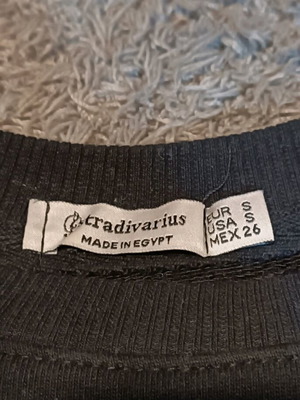 Stradivarius
MADE IN EGYPT
EUR S
USA S
MEX 26